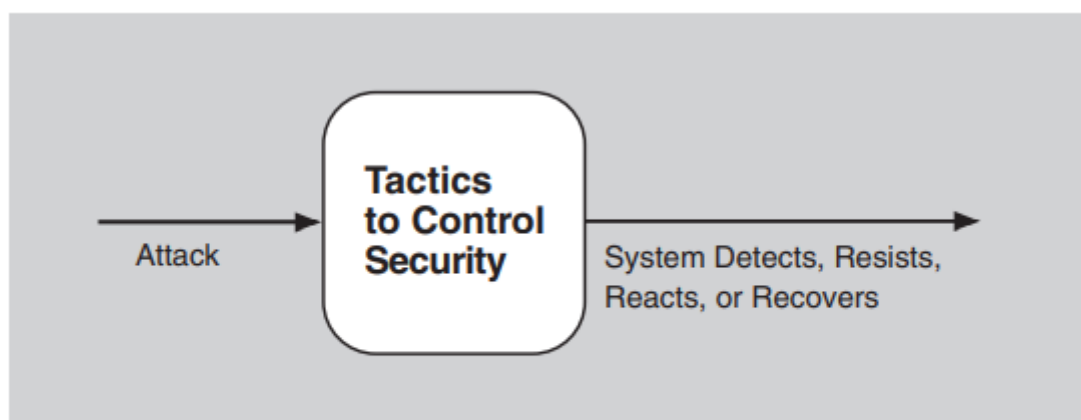 Tactics
to Control
Security
Attack
System Detects, Resists,
Reacts, or Recovers